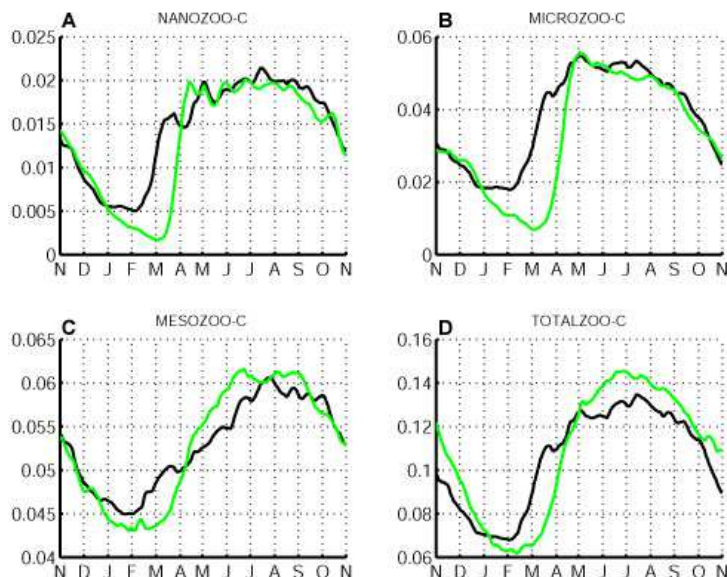 A NANOZOO-C
0.025
0.02
0.015
0.01
0.005
0
N D J F M A M J J A S O N
B MICROZOO-C
0.06
0.04
0.02
0
N D J F M A M J J A S O N
C MESOZOO-C
0.065
0.06
0.055
0.05
0.045
0.04
N D J F M A M J J A S O N
D TOTALZOO-C
0.16
0.14
0.12
0.1
0.08
0.06
N D J F M A M J J A S O N